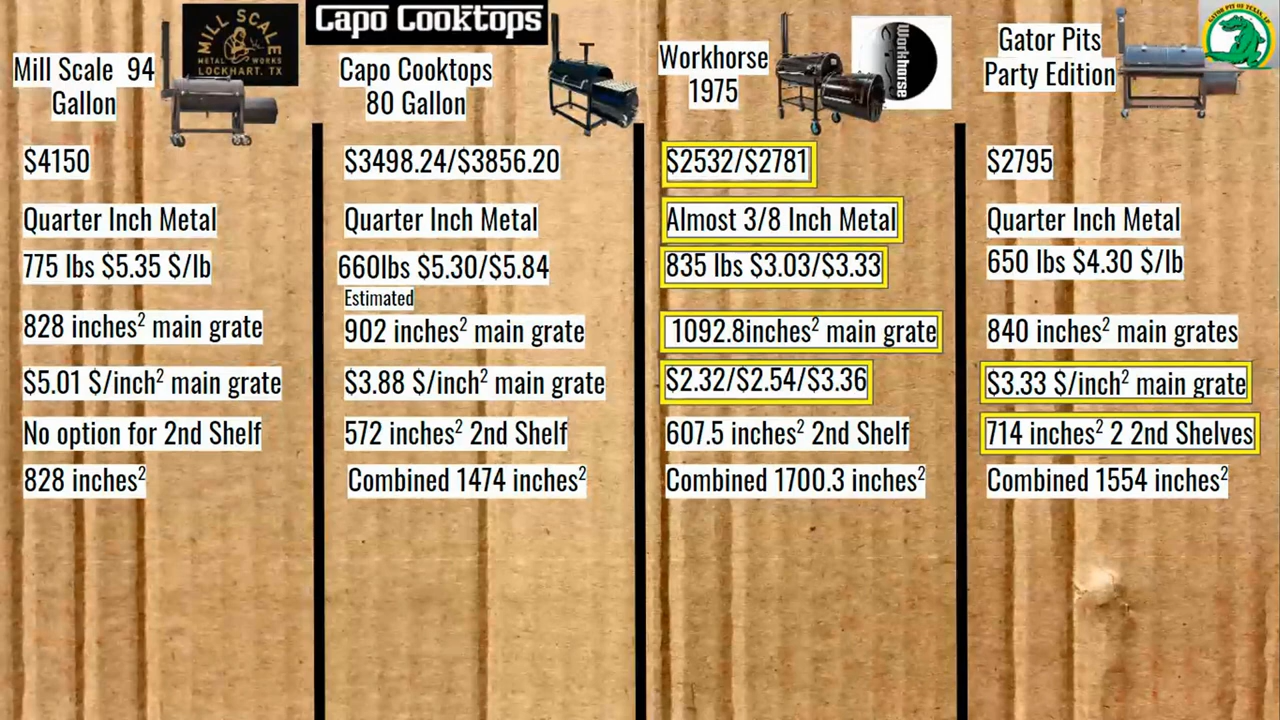 MILL SCALE
METAL WORKS
LOCKHART, TX
Mill Scale 94
Gallon
$4150
Quarter Inch Metal
775 lbs $5.35 $/lb
828 inches² main grate
$5.01 $/inch² main grate
No option for 2nd Shelf
828 inches²
Capo Cooktops
Capo Cooktops
80 Gallon
$3498.24/$3856.20
Quarter Inch Metal
660lbs $5.30/$5.84
Estimated
902 inches² main grate
$3.88 $/inch² main grate
572 inches² 2nd Shelf
Combined 1474 inches²
Workhorse
1975
Workhorse
$2532/$2781
Almost 3/8 Inch Metal
835 lbs $3.03/$3.33
1092.8inches² main grate
$2.32/$2.54/$3.36
607.5 inches² 2nd Shelf
Combined 1700.3 inches²
Gator Pits
Party Edition
GATOR PIT OF TEXAS, LP
$2795
Quarter Inch Metal
650 lbs $4.30 $/lb
840 inches² main grates
$3.33 $/inch² main grate
714 inches² 2 2nd Shelves
Combined 1554 inches²